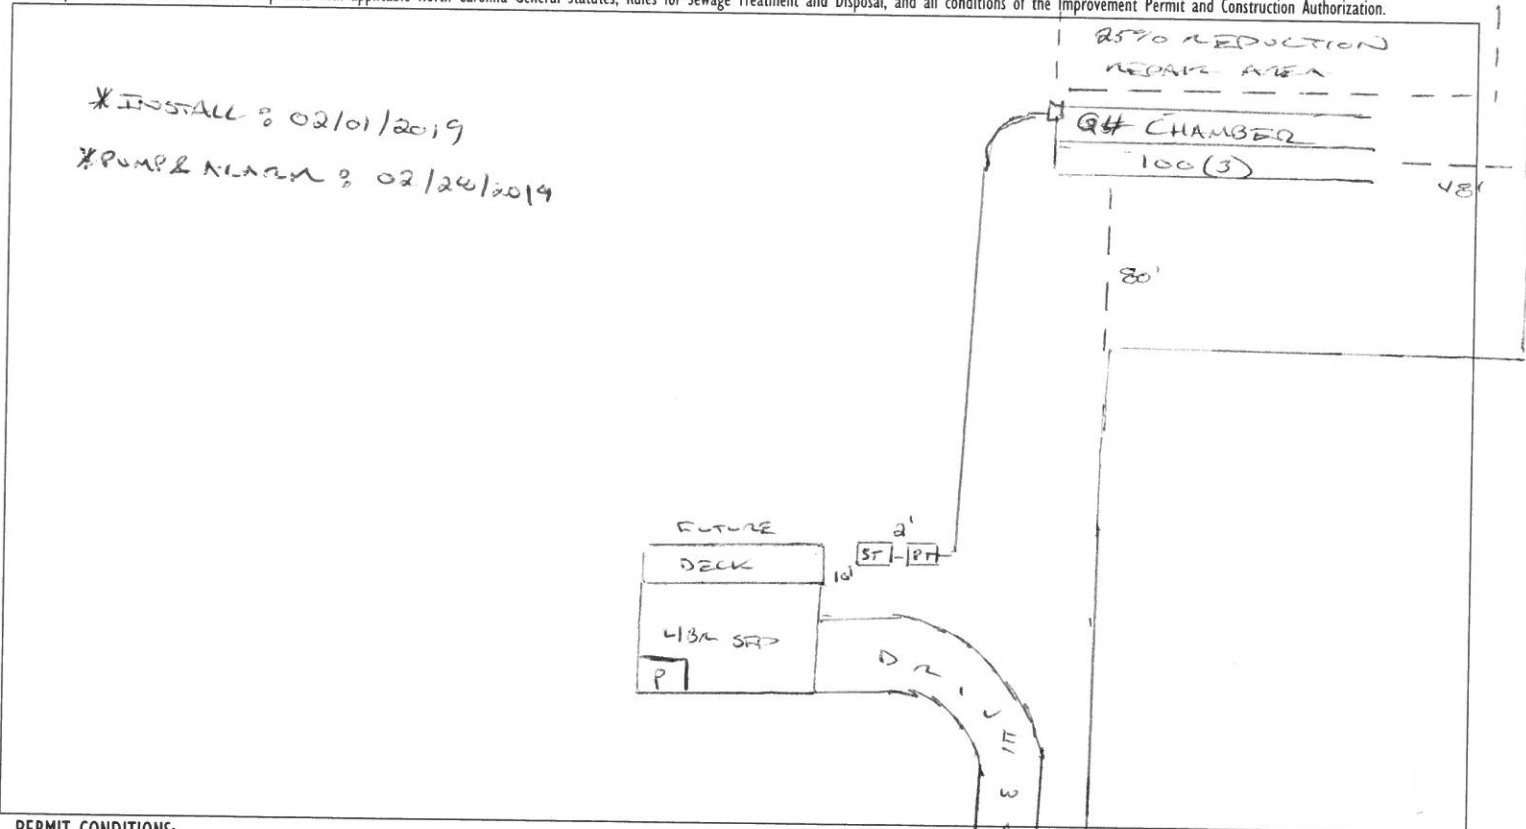 applicable North Carolina General Statutes, Rules for Sewage Treatment and Disposal, and all conditions of the Improvement Permit and Construction Authorization.
25% REDUCTION
REPAIR AREA
*INSTALL : 02/01/2019
Q4 CHAMBER
*PUMP & ALARM : 02/28/2019
100 (3)
48'
80'
FUTURE
2'
DECK
10'
ST
PT
4BR SFD
P
DRIVEW
PERMIT CONDITIONS: